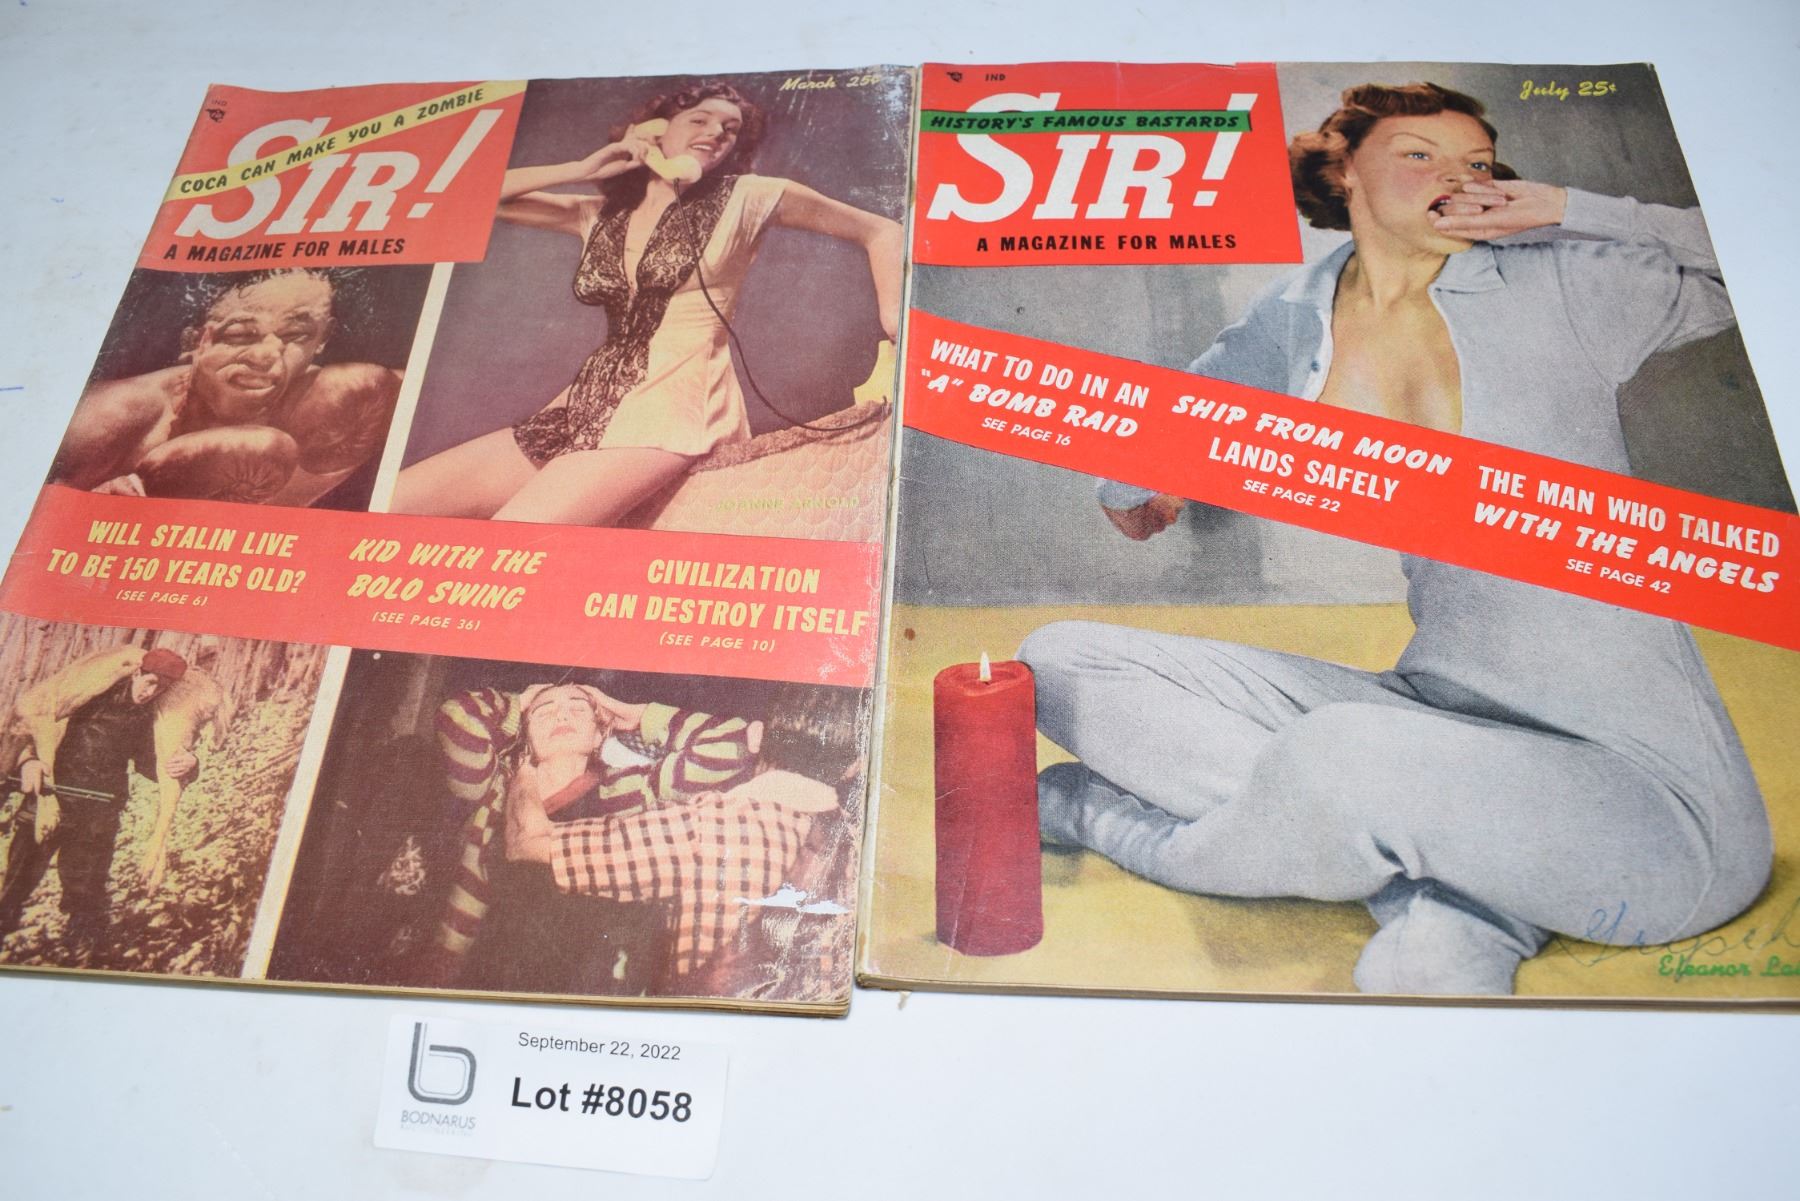 IND
March 25¢
COCA CAN MAKE YOU A ZOMBIE
SIR!
A MAGAZINE FOR MALES
JOANNE ARNOLD
WILL STALIN LIVE
TO BE 150 YEARS OLD?
(SEE PAGE 6)
KID WITH THE
BOLO SWING
(SEE PAGE 36)
CIVILIZATION
CAN DESTROY ITSELF
(SEE PAGE 10)
IND
July 25¢
HISTORY'S FAMOUS BASTARDS
SIR!
A MAGAZINE FOR MALES
WHAT TO DO IN AN
"A" BOMB RAID
SEE PAGE 16
SHIP FROM MOON
LANDS SAFELY
SEE PAGE 22
THE MAN WHO TALKED
WITH THE ANGELS
SEE PAGE 42
Eleanor
b
BODNARUS
September 22, 2022
Lot #8058